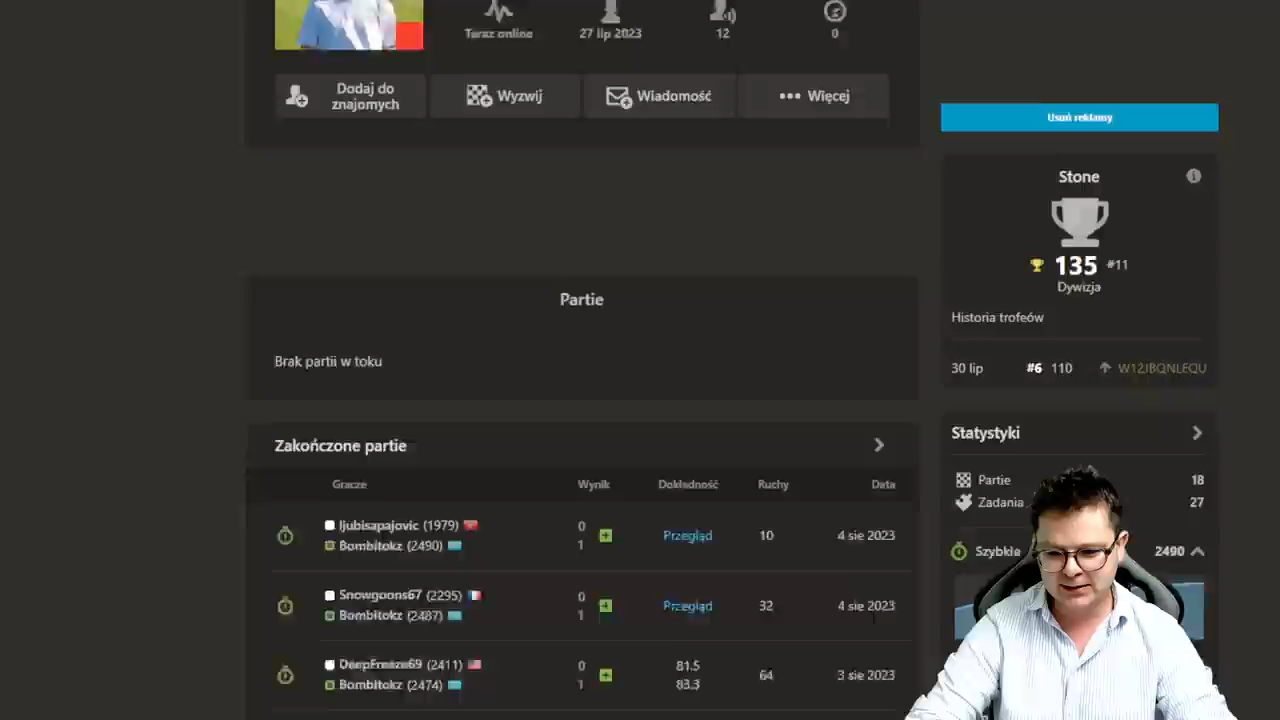 Teraz online
27 lip 2023
12
0
Dodaj do
znajomych
Wyzwij
Wiadomość
••• Więcej
Usuń reklamy
Stone
135 #11
Dywizja
Historia trofeów
30 lip #6 110 W12JBQNLEQU
Partie
Brak partii w toku
Zakończone partie
Gracze Wynik Dokładność Ruchy Data
ljubisapajovic (1979) 0
Bombitokz (2490) 1
Przegląd 10 4 sie 2023
Snowgoons67 (2295) 0
Bombitokz (2487) 1
Przegląd 32 4 sie 2023
DeepFreeze69 (2411) 0 81.5
Bombitokz (2474) 1 83.3
64 3 sie 2023
Statystyki
Partie 18
Zadania 27
Szybkie 2490